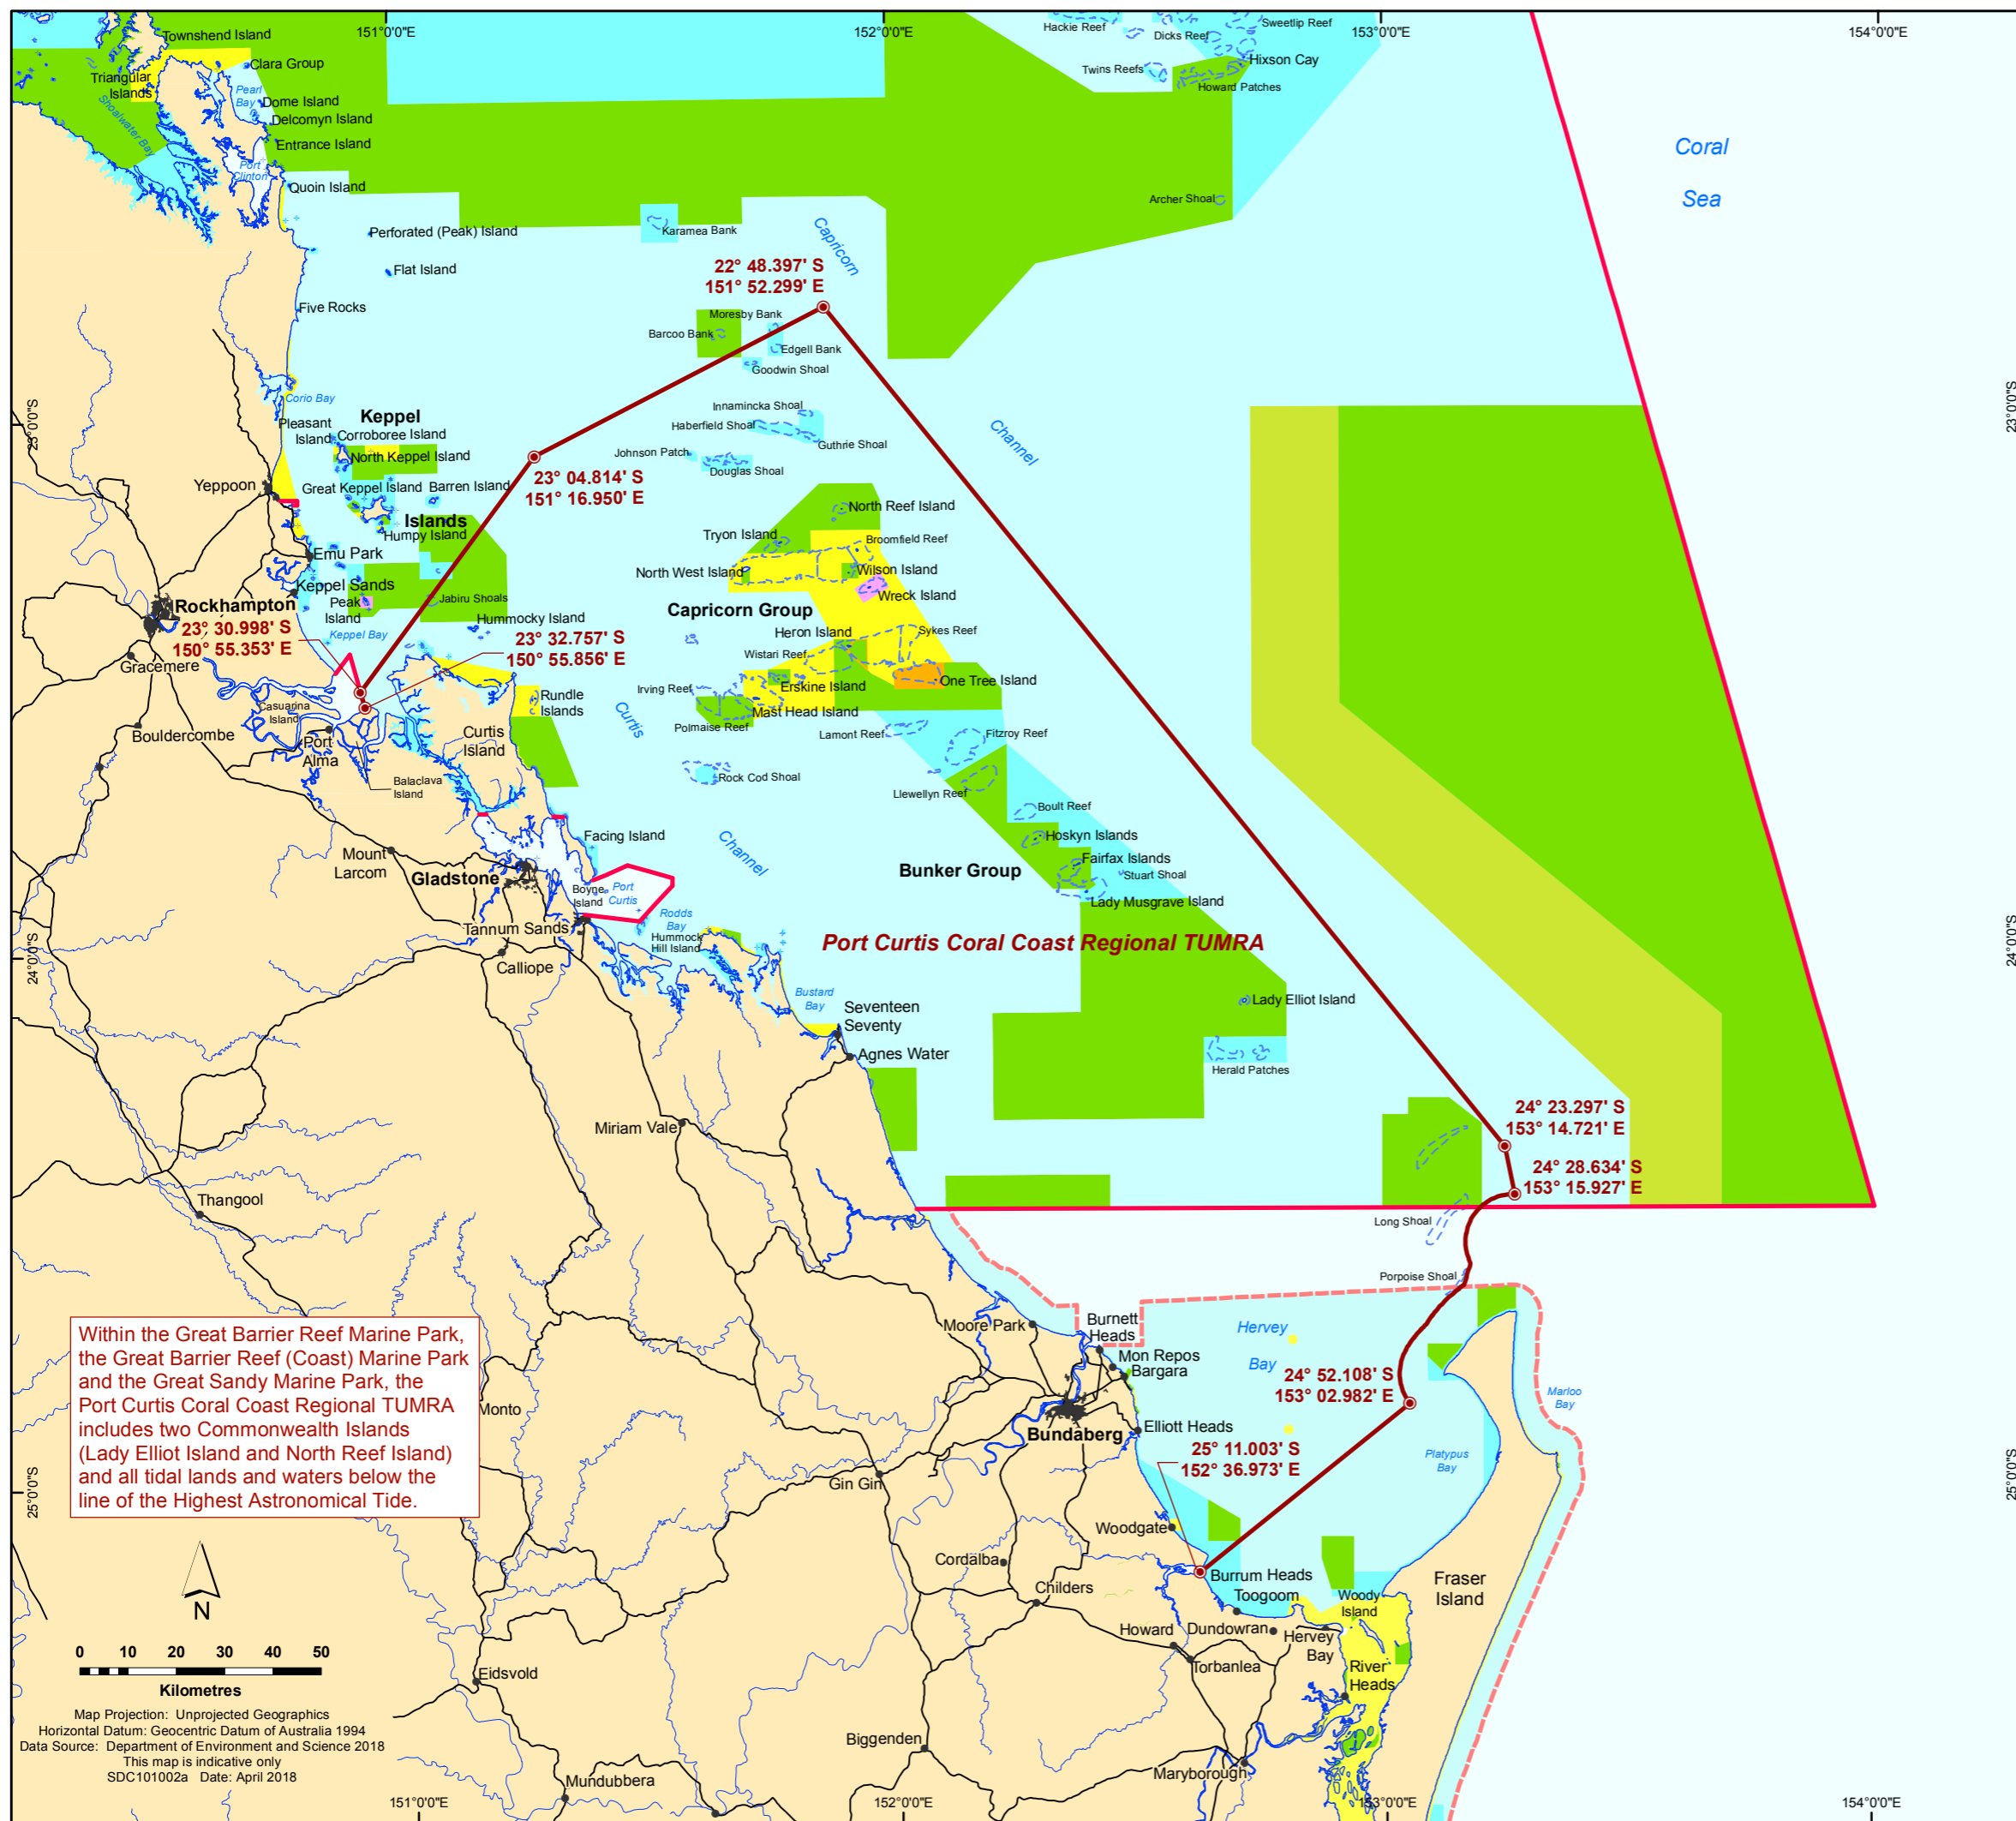 151°0'0"E
152°0'0"E
153°0'0"E
154°0'0"E
Townshend Island
Clara Group
Triangular
Islands
Shoalwater Bay
Pearl
Bay
Dome Island
Delcomyn Island
Entrance Island
Port
Clinton
Quoin Island
Hackie Reef
Dicks Reef
Sweetlip Reef
Twins Reefs
Hixson Cay
Howard Patches
Archer Shoal
Coral
Sea
Perforated (Peak) Island
Flat Island
Five Rocks
Karamea Bank
Capricorn
22° 48.397' S
151° 52.299' E
Moresby Bank
Barcoo Bank
Edgell Bank
Goodwin Shoal
Innamincka Shoal
Haberfield Shoal
Guthrie Shoal
Johnson Patch
Douglas Shoal
Channel
23°0'0"S
23°0'0"S
Corio Bay
Keppel
Pleasant
Island
Corroboree Island
North Keppel Island
Great Keppel Island
Barren Island
Islands
Humpy Island
Yeppoon
23° 04.814' S
151° 16.950' E
Emu Park
Keppel Sands
Rockhampton
Peak
Island
Jabiru Shoals
Keppel Bay
23° 30.998' S
150° 55.353' E
Hummocky Island
23° 32.757' S
150° 55.856' E
Gracemere
Casuarina
Island
Bouldercombe
Port
Alma
Balaclava
Island
Curtis
Island
Rundle
Islands
North Reef Island
Tryon Island
Broomfield Reef
North West Island
Wilson Island
Wreck Island
Capricorn Group
Heron Island
Sykes Reef
Wistari Reef
One Tree Island
Erskine Island
Irving Reef
Mast Head Island
Polmaise Reef
Lamont Reef
Fitzroy Reef
Curtis
Rock Cod Shoal
Llewellyn Reef
Boult Reef
Hoskyn Islands
Channel
Bunker Group
Fairfax Islands
Stuart Shoal
Lady Musgrave Island
Port Curtis Coral Coast Regional TUMRA
Mount
Larcom
Gladstone
Facing Island
Boyne
Island
Port
Curtis
Rodds
Bay
Tannum Sands
Hummock
Hill Island
Calliope
24°0'0"S
24°0'0"S
Bustard
Bay
Seventeen
Seventy
Agnes Water
Lady Elliot Island
Herald Patches
Miriam Vale
Thangool
24° 23.297' S
153° 14.721' E
24° 28.634' S
153° 15.927' E
Long Shoal
Porpoise Shoal
Within the Great Barrier Reef Marine Park,
the Great Barrier Reef (Coast) Marine Park
and the Great Sandy Marine Park, the
Port Curtis Coral Coast Regional TUMRA
includes two Commonwealth Islands
(Lady Elliot Island and North Reef Island)
and all tidal lands and waters below the
line of the Highest Astronomical Tide.
Monto
Moore Park
Burnett
Heads
Mon Repos
Bargara
Hervey
Bay
24° 52.108' S
153° 02.982' E
Marloo
Bay
Bundaberg
Elliott Heads
25° 11.003' S
152° 36.973' E
Platypus
Bay
Gin Gin
25°0'0"S
25°0'0"S
Woodgate
Cordalba
Burrum Heads
Childers
Toogoom
Woody
Island
Fraser
Island
Howard
Dundowran
Hervey
Bay
Torbanlea
River
Heads
Eidsvold
Biggenden
Maryborough
Mundubbera
N
0 10 20 30 40 50
Kilometres
Map Projection: Unprojected Geographics
Horizontal Datum: Geocentric Datum of Australia 1994
Data Source: Department of Environment and Science 2018
This map is indicative only
SDC101002a Date: April 2018
151°0'0"E
152°0'0"E
153°0'0"E
154°0'0"E